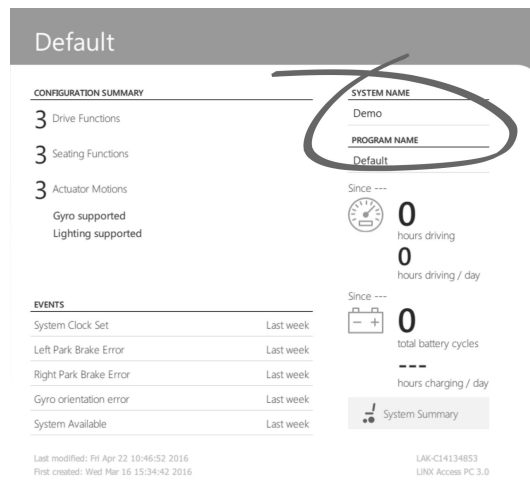 Default
CONFIGURATION SUMMARY
3 Drive Functions
3 Seating Functions
3 Actuator Motions
Gyro supported
Lighting supported
EVENTS
System Clock Set Last week
Left Park Brake Error Last week
Right Park Brake Error Last week
Gyro orientation error Last week
System Available Last week
Last modified: Fri Apr 22 10:46:52 2016
First created: Wed Mar 16 15:34:42 2016
SYSTEM NAME
Demo
PROGRAM NAME
Default
Since ---
0
hours driving
0
hours driving / day
Since ---
0
total battery cycles
---
hours charging / day
System Summary
LAK-C14134853
LiNX Access PC 3.0